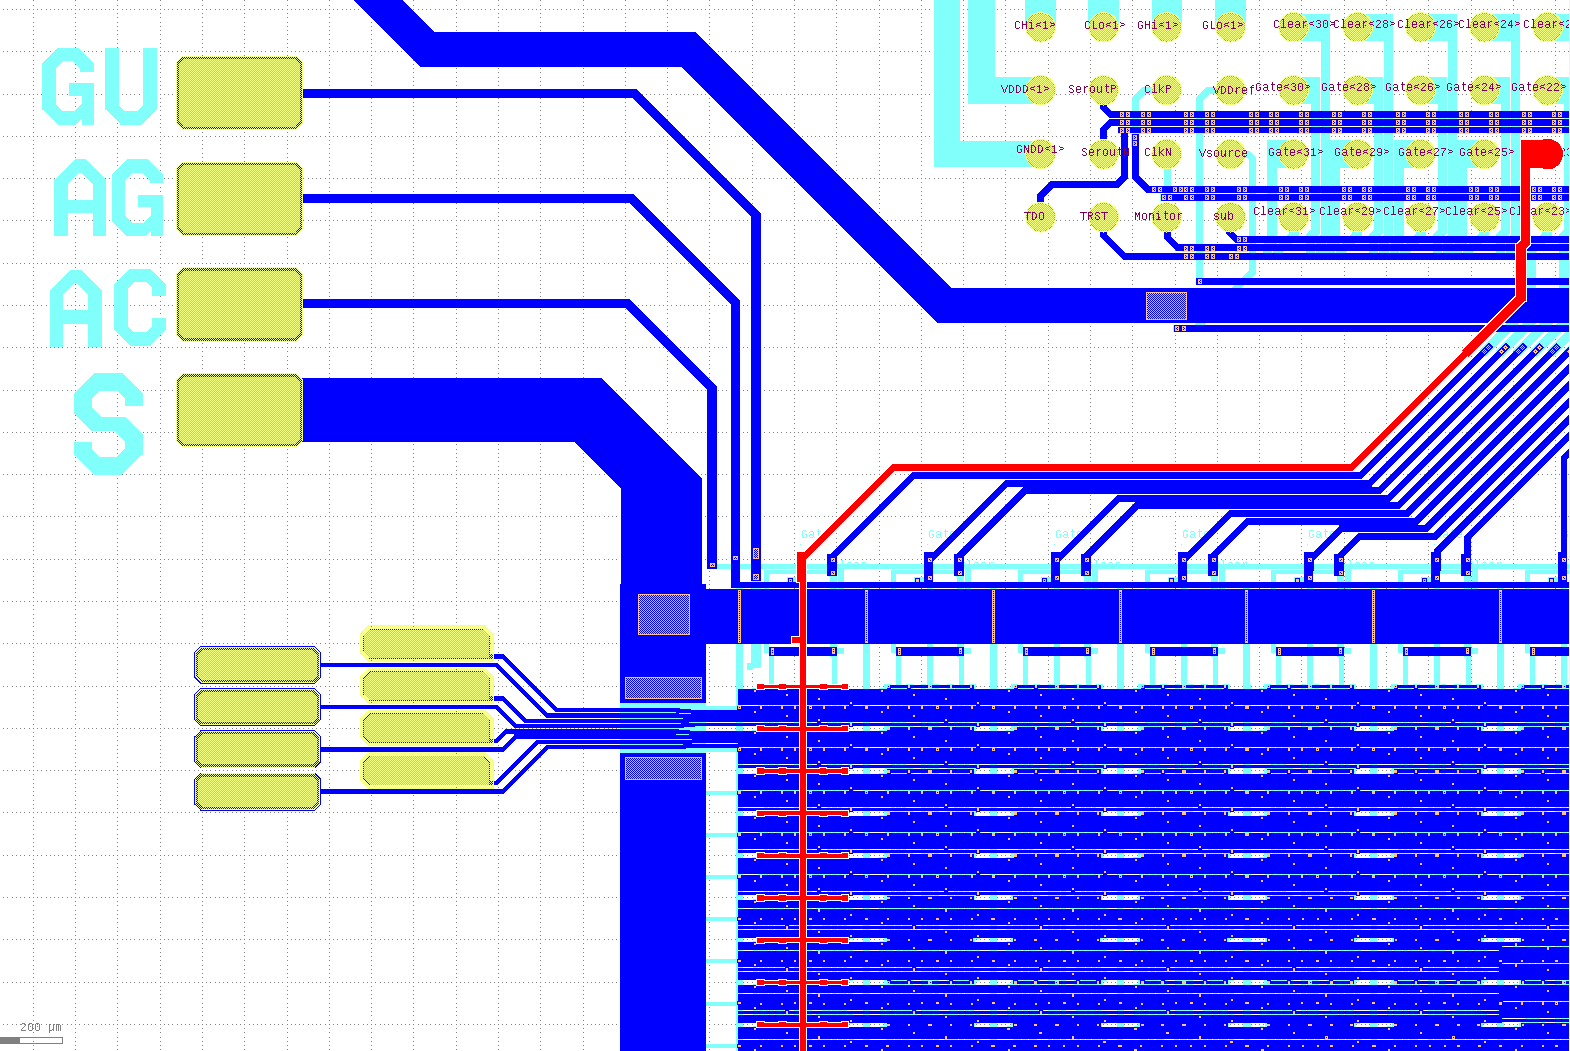 GU
AG
AC
S
CHi<1> CLo<1> GHi<1> GLo<1> Clear<30> Clear<28> Clear<26> Clear<24>
VDDD<1> SeroutP ClkP VDDref Gate<30> Gate<28> Gate<26> Gate<24> Gate<22>
GNDD<1> ClkN Vsource Gate<31> Gate<29> Gate<27> Gate<25>
TDO TRST Monitor sub Clear<31> Clear<29> Clear<27> Clear<25> Clear<23>
200 µm